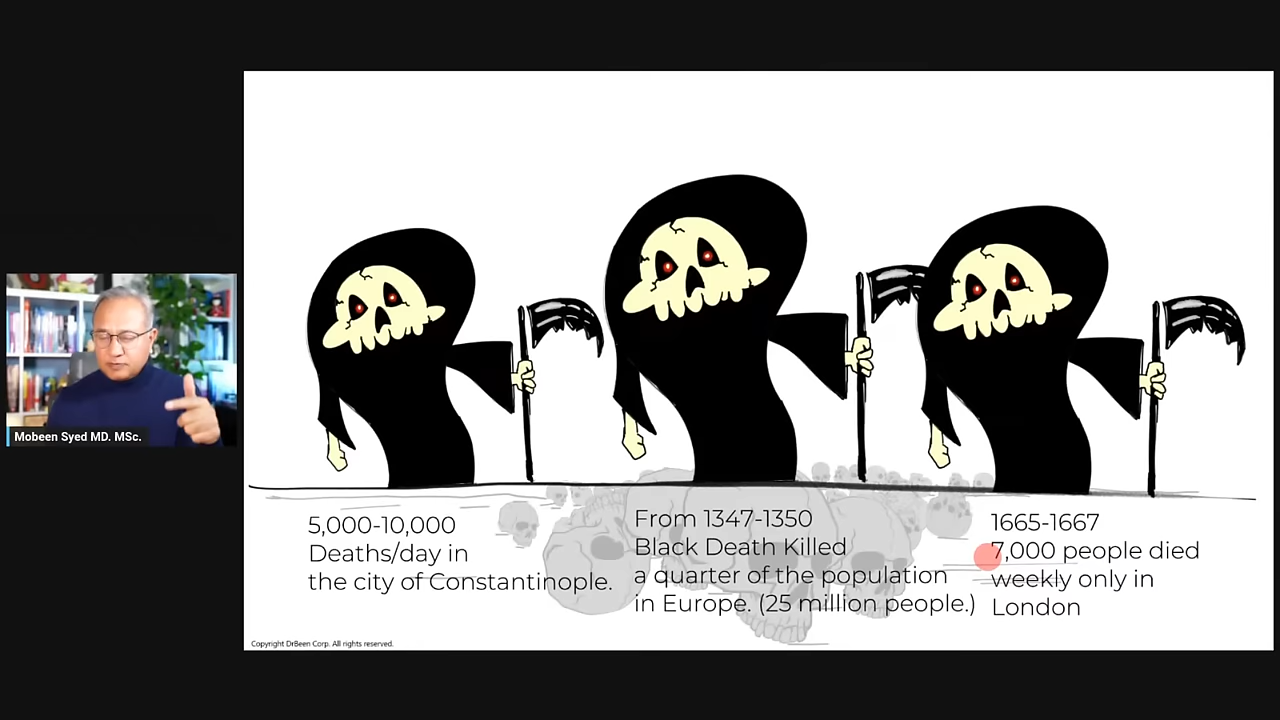 Mobeen Syed MD. MSc.
5,000-10,000
Deaths/day in
the city of Constantinople.
From 1347-1350
Black Death Killed
a quarter of the population
in Europe. (25 million people.)
1665-1667
7,000 people died
weekly only in
London
Copyright DrBeen Corp. All rights reserved.